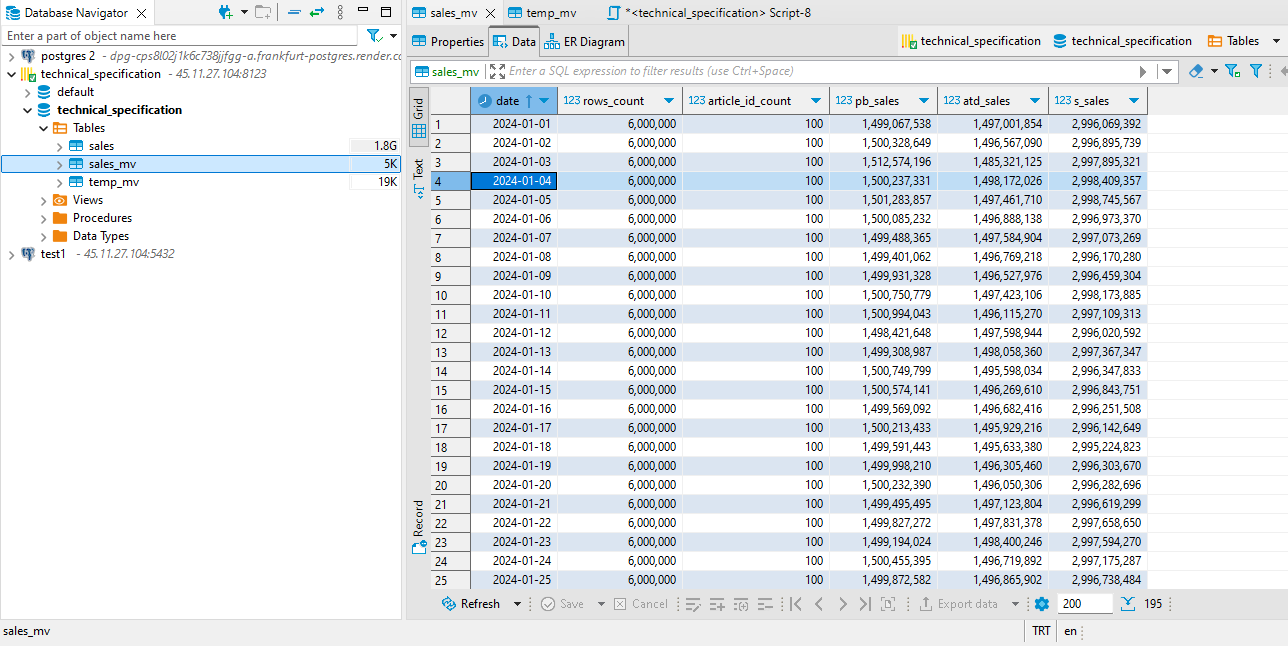 Database Navigator
Enter a part of object name here
postgres 2 - dpg-cps8l02j1k6c738jjfgg-a.frankfurt-postgres.render.co
technical_specification - 45.11.27.104:8123
default
technical_specification
Tables
sales 1.8G
sales_mv 5K
temp_mv 19K
Views
Procedures
Data Types
test1 - 45.11.27.104:5432
sales_mv temp_mv *<technical_specification> Script-8
Properties Data ER Diagram technical_specification technical_specification Tables
sales_mv Enter a SQL expression to filter results (use Ctrl+Space)
Grid
Text
Record
date 123 rows_count 123 article_id_count 123 pb_sales 123 atd_sales 123 s_sales
1 2024-01-01 6,000,000 100 1,499,067,538 1,497,001,854 2,996,069,392
2 2024-01-02 6,000,000 100 1,500,328,649 1,496,567,090 2,996,895,739
3 2024-01-03 6,000,000 100 1,512,574,196 1,485,321,125 2,997,895,321
4 2024-01-04 6,000,000 100 1,500,237,331 1,498,172,026 2,998,409,357
5 2024-01-05 6,000,000 100 1,501,283,857 1,497,461,710 2,998,745,567
6 2024-01-06 6,000,000 100 1,500,085,232 1,496,888,138 2,996,973,370
7 2024-01-07 6,000,000 100 1,499,488,365 1,497,584,904 2,997,073,269
8 2024-01-08 6,000,000 100 1,499,401,062 1,496,769,218 2,996,170,280
9 2024-01-09 6,000,000 100 1,499,931,328 1,496,527,976 2,996,459,304
10 2024-01-10 6,000,000 100 1,500,750,779 1,497,423,106 2,998,173,885
11 2024-01-11 6,000,000 100 1,500,994,043 1,496,115,270 2,997,109,313
12 2024-01-12 6,000,000 100 1,498,421,648 1,497,598,944 2,996,020,592
13 2024-01-13 6,000,000 100 1,499,308,987 1,498,058,360 2,997,367,347
14 2024-01-14 6,000,000 100 1,500,749,799 1,495,598,034 2,996,347,833
15 2024-01-15 6,000,000 100 1,500,574,141 1,496,269,610 2,996,843,751
16 2024-01-16 6,000,000 100 1,499,569,092 1,496,682,416 2,996,251,508
17 2024-01-17 6,000,000 100 1,500,213,433 1,495,929,216 2,996,142,649
18 2024-01-18 6,000,000 100 1,499,591,443 1,495,633,380 2,995,224,823
19 2024-01-19 6,000,000 100 1,499,998,210 1,496,305,460 2,996,303,670
20 2024-01-20 6,000,000 100 1,500,232,390 1,496,050,306 2,996,282,696
21 2024-01-21 6,000,000 100 1,499,495,495 1,497,123,804 2,996,619,299
22 2024-01-22 6,000,000 100 1,499,827,272 1,497,831,378 2,997,658,650
23 2024-01-23 6,000,000 100 1,499,194,024 1,498,400,246 2,997,594,270
24 2024-01-24 6,000,000 100 1,500,455,395 1,496,719,892 2,997,175,287
25 2024-01-25 6,000,000 100 1,499,872,582 1,496,865,902 2,996,738,484
Refresh Save Cancel Export data 200 195
sales_mv TRT en